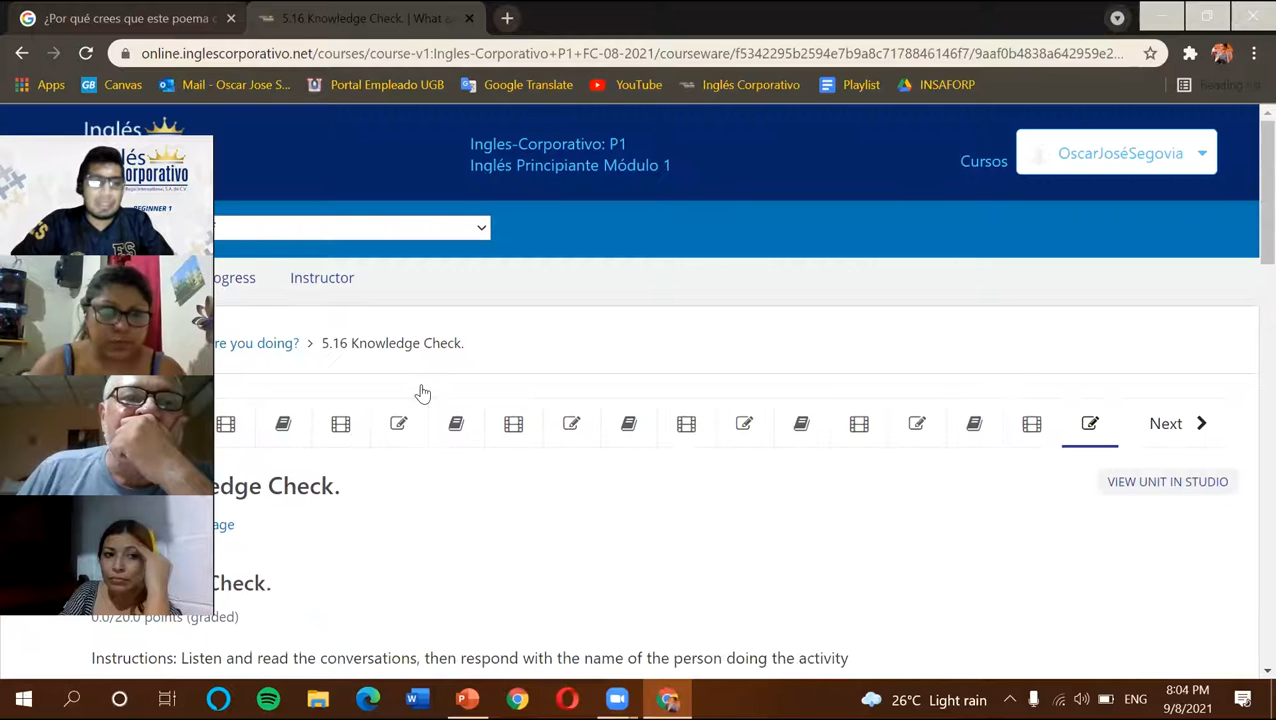 ¿Por qué crees que este poema c
5.16 Knowledge Check. | What a
online.inglescorporativo.net/courses/course-v1:Ingles-Corporativo+P1+FC-08-2021/courseware/f5342295b2594e7b9a8c7178846146f7/9aaf0b4838a642959e2...
Apps
Canvas
Mail - Oscar Jose S...
Portal Empleado UGB
Google Translate
YouTube
Inglés Corporativo
Playlist
INSAFORP
Reading list
Inglés
Ingles-Corporativo: P1
Inglés Principiante Módulo 1
Cursos
OscarJoséSegovia
Inglés
orporativo
BEGINNER 1
ES
ogress
Instructor
re you doing? > 5.16 Knowledge Check.
Next
edge Check.
VIEW UNIT IN STUDIO
age
Check.
0.0/20.0 points (graded)
Instructions: Listen and read the conversations, then respond with the name of the person doing the activity
26°C Light rain
ENG
8:04 PM
9/8/2021